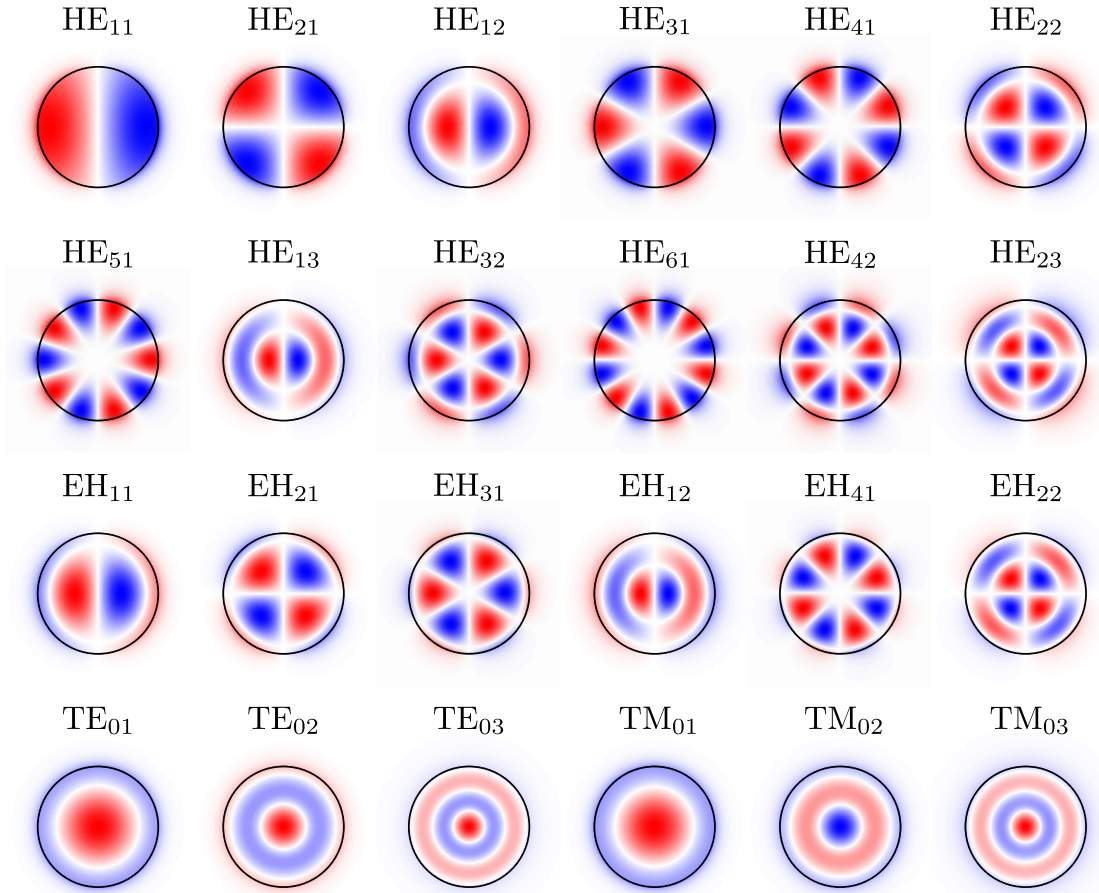 HE₁₁ HE₂₁ HE₁₂ HE₃₁ HE₄₁ HE₂₂
HE₅₁ HE₁₃ HE₃₂ HE₆₁ HE₄₂ HE₂₃
EH₁₁ EH₂₁ EH₃₁ EH₁₂ EH₄₁ EH₂₂
TE₀₁ TE₀₂ TE₀₃ TM₀₁ TM₀₂ TM₀₃